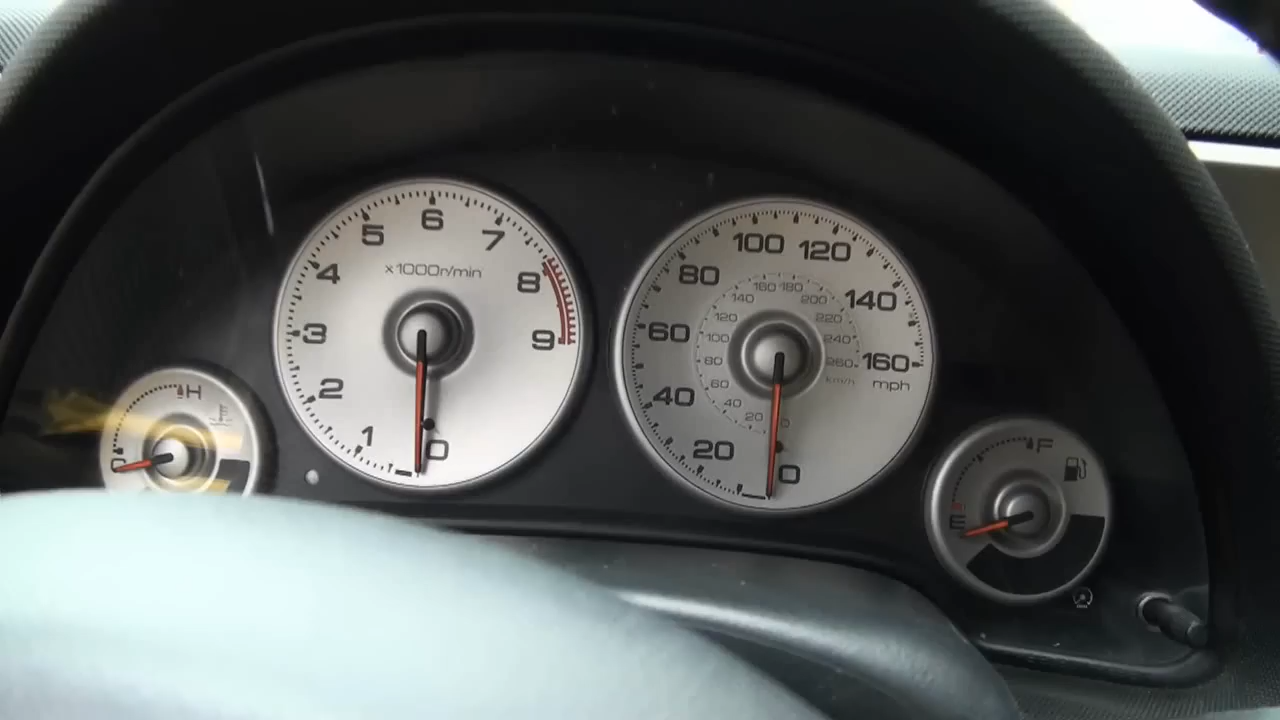 0 1 2 3 4 5 6 7 8 9
x1000r/min
0 20 40 60 80 100 120 140 160
mph
20 40 60 80 100 120 140 160 180 200 220 240 260
km/h
C H
E F